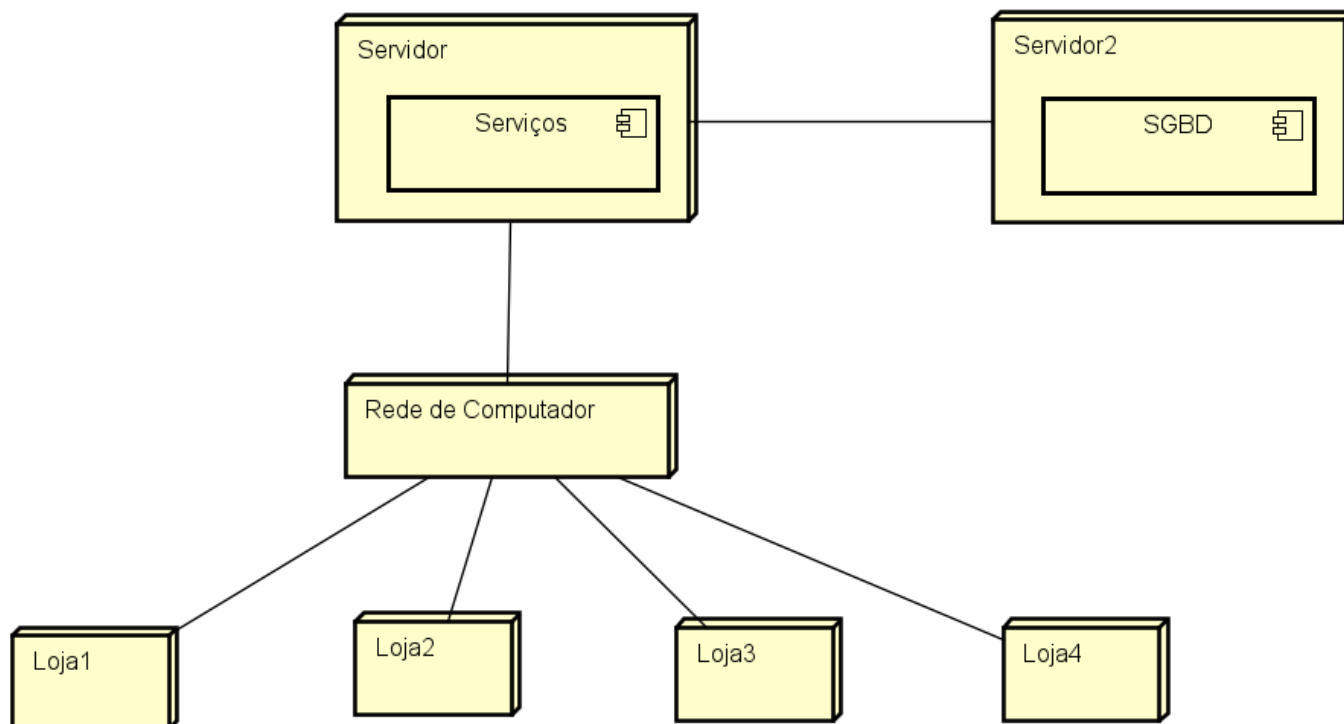 Servidor
Serviços
Servidor2
SGBD
Rede de Computador
Loja1
Loja2
Loja3
Loja4